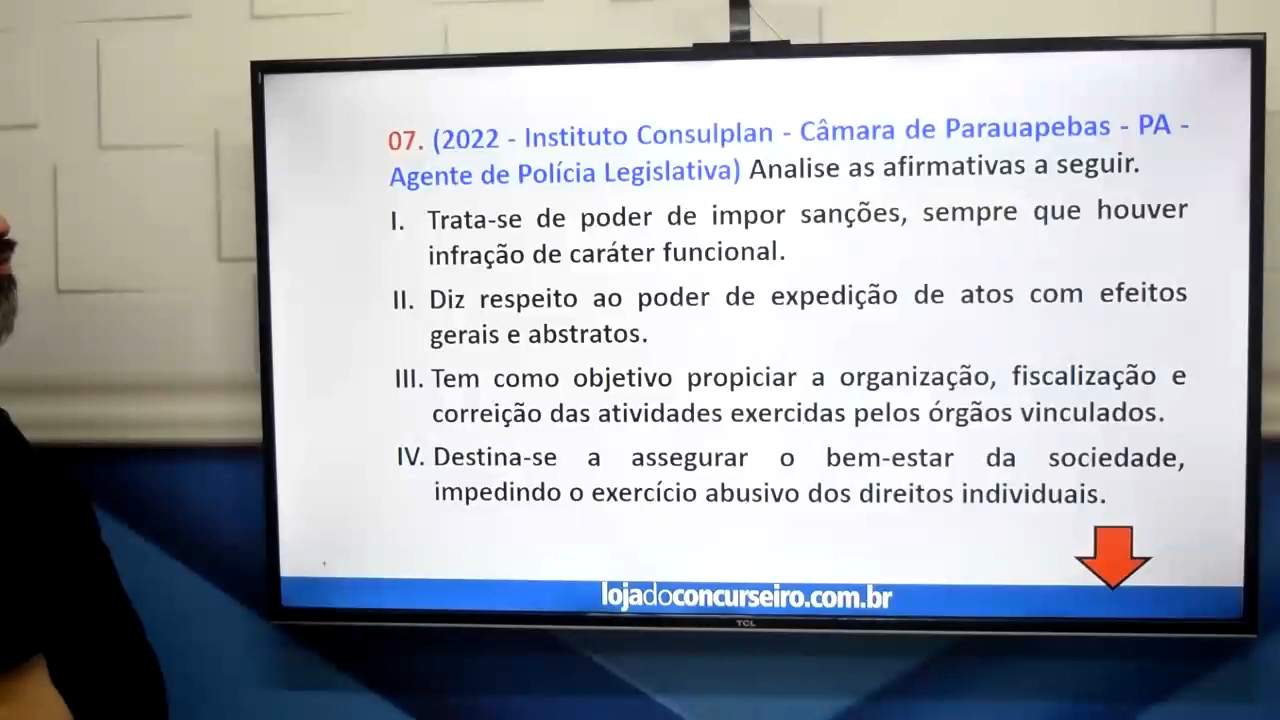 07. (2022 - Instituto Consulplan - Câmara de Parauapebas - PA -
Agente de Polícia Legislativa) Analise as afirmativas a seguir.
I. Trata-se de poder de impor sanções, sempre que houver
infração de caráter funcional.
II. Diz respeito ao poder de expedição de atos com efeitos
gerais e abstratos.
III. Tem como objetivo propiciar a organização, fiscalização e
correição das atividades exercidas pelos órgãos vinculados.
IV. Destina-se a assegurar o bem-estar da sociedade,
impedindo o exercício abusivo dos direitos individuais.
lojadoconcurseiro.com.br
TCL